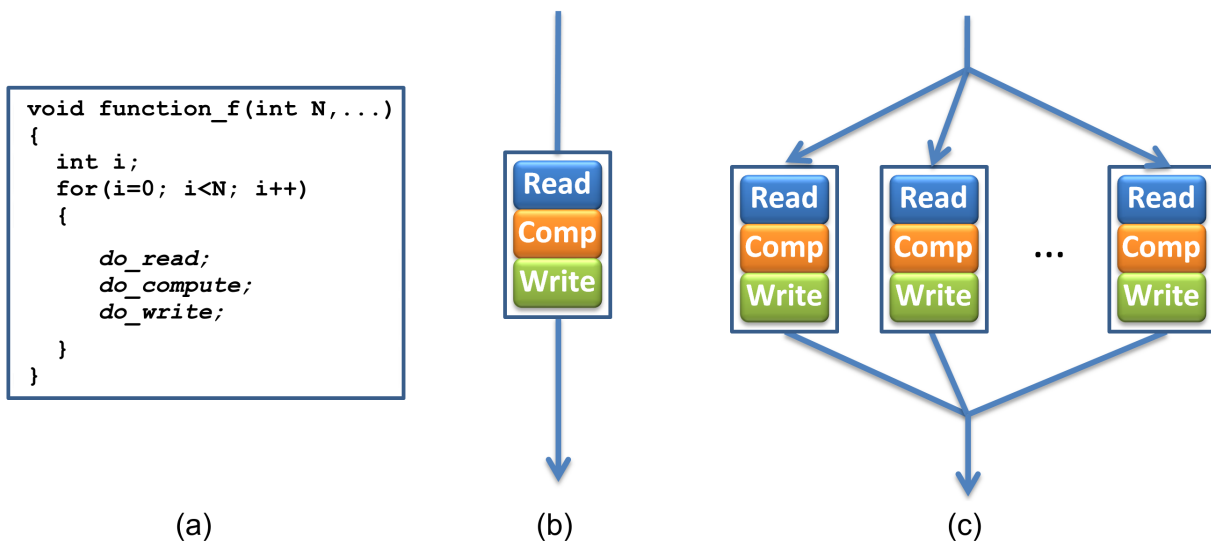 void function_f(int N,...)
{
int i;
for(i=0; i<N; i++)
{
do_read;
do_compute;
do_write;
}
}
(a)
Read
Comp
Write
(b)
Read Read Read
Comp Comp ... Comp
Write Write Write
(c)